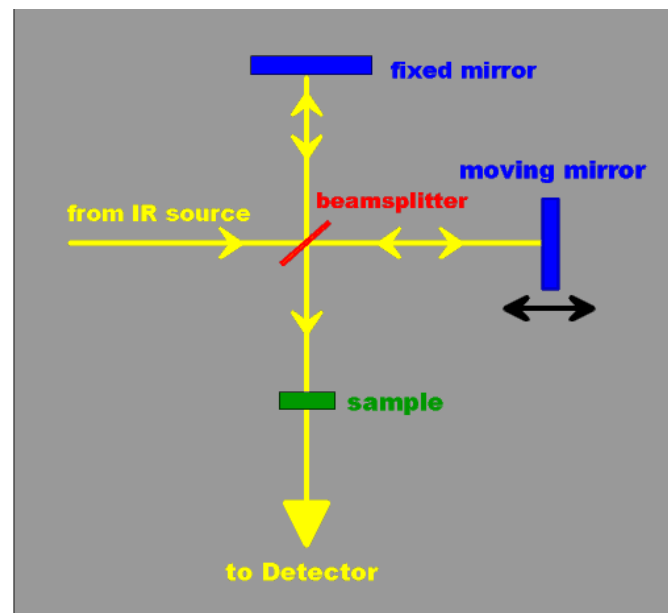 fixed mirror
moving mirror
beamsplitter
from IR source
sample
to Detector